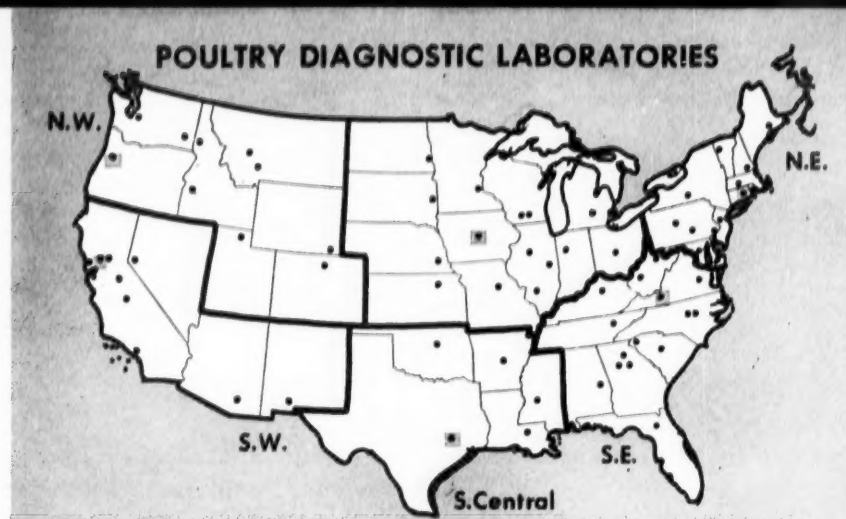 POULTRY DIAGNOSTIC LABORATORIES
N.W.
N.E.
S.W.
S.E.
S.Central